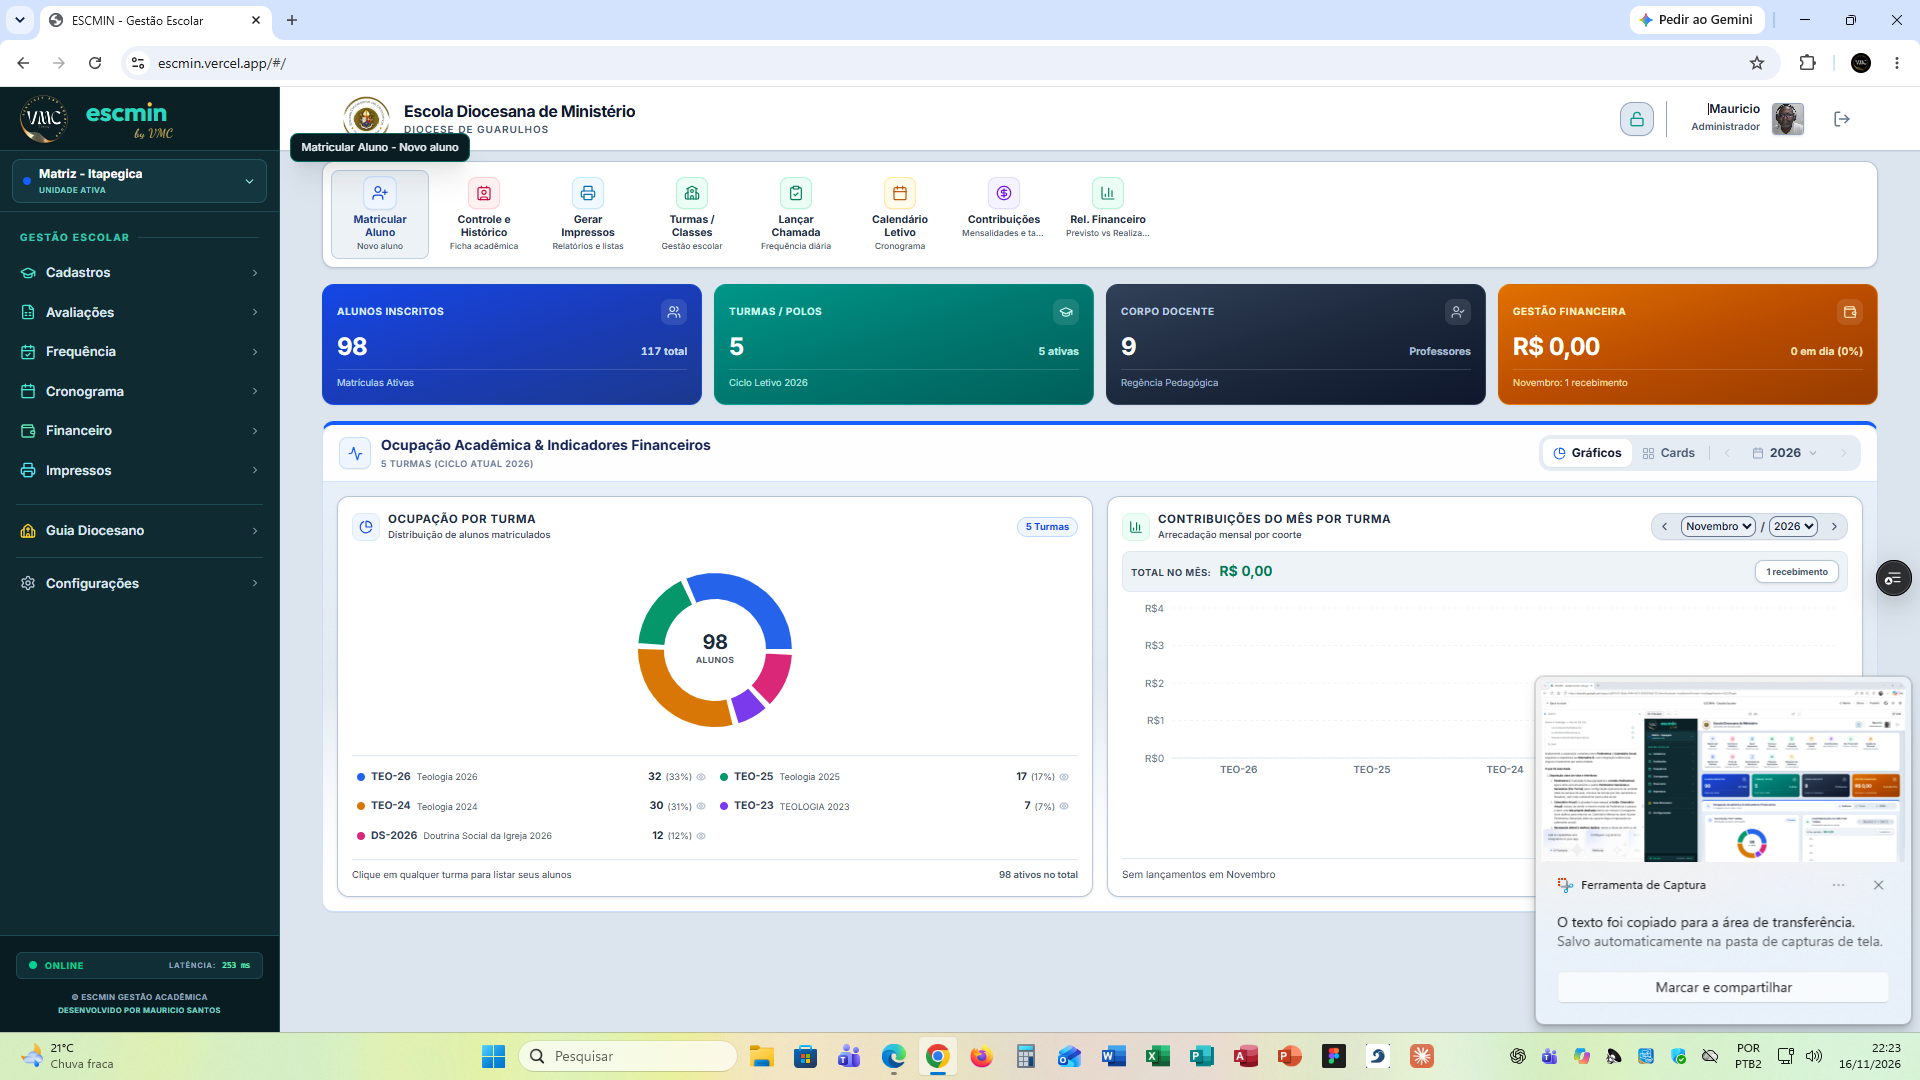 ESCMIN - Gestão Escolar
Pedir ao Gemini
escmin.vercel.app/#/
VMC
escmin
by VMC
Matriz - Itapegica
UNIDADE ATIVA
GESTÃO ESCOLAR
Cadastros
Avaliações
Frequência
Cronograma
Financeiro
Impressos
Guia Diocesano
Configurações
ONLINE
LATÊNCIA: 253 ms
© ESCMIN GESTÃO ACADÊMICA
DESENVOLVIDO POR MAURICIO SANTOS
Escola Diocesana de Ministério
DIOCESE DE GUARULHOS
Matricular Aluno - Novo aluno
Mauricio
Administrador
Matricular Aluno
Novo aluno
Controle e Histórico
Ficha acadêmica
Gerar Impressos
Relatórios e listas
Turmas / Classes
Gestão escolar
Lançar Chamada
Frequência diária
Calendário Letivo
Cronograma
Contribuições
Mensalidades e ta...
Rel. Financeiro
Previsto vs Realiza...
ALUNOS INSCRITOS
98
117 total
Matrículas Ativas
TURMAS / POLOS
5
5 ativas
Ciclo Letivo 2026
CORPO DOCENTE
9
Professores
Regência Pedagógica
GESTÃO FINANCEIRA
R$ 0,00
0 em dia (0%)
Novembro: 1 recebimento
Ocupação Acadêmica & Indicadores Financeiros
5 TURMAS (CICLO ATUAL 2026)
Gráficos
Cards
2026
OCUPAÇÃO POR TURMA
Distribuição de alunos matriculados
5 Turmas
98
ALUNOS
TEO-26 Teologia 2026 32 (33%)
TEO-25 Teologia 2025 17 (17%)
TEO-24 Teologia 2024 30 (31%)
TEO-23 TEOLOGIA 2023 7 (7%)
DS-2026 Doutrina Social da Igreja 2026 12 (12%)
Clique em qualquer turma para listar seus alunos
98 ativos no total
CONTRIBUIÇÕES DO MÊS POR TURMA
Arrecadação mensal por coorte
Novembro / 2026
TOTAL NO MÊS: R$ 0,00
1 recebimento
R$4
R$3
R$2
R$1
R$0
TEO-26
TEO-25
TEO-24
Sem lançamentos em Novembro
Ferramenta de Captura
O texto foi copiado para a área de transferência.
Salvo automaticamente na pasta de capturas de tela.
Marcar e compartilhar
21°C
Chuva fraca
Pesquisar
POR
PTB2
22:23
16/11/2026